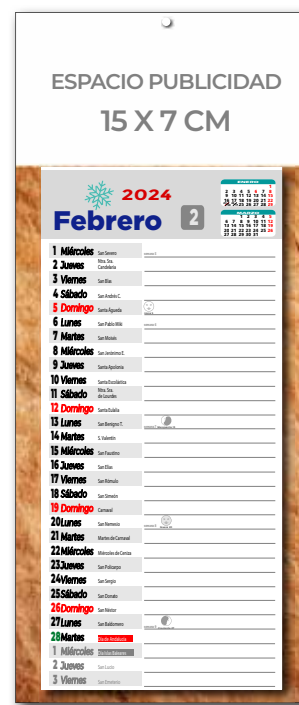 ESPACIO PUBLICIDAD
15 X 7 CM
2024
Febrero 2
ENERO
MARZO
1 Miércoles San Severo
2 Jueves Ntra. Sra. Candelaria
3 Viernes San Blas
4 Sábado San Andrés C.
5 Domingo Santa Águeda
6 Lunes San Pablo Miki
7 Martes San Moisés
8 Miércoles San Jerónimo E.
9 Jueves Santa Apolonia
10 Viernes Santa Escolástica
11 Sábado Ntra. Sra. de Lourdes
12 Domingo Santa Eulalia
13 Lunes San Benigno T.
14 Martes S. Valentín
15 Miércoles San Faustino
16 Jueves San Elías
17 Viernes San Rómulo
18 Sábado San Simeón
19 Domingo Carnaval
20 Lunes San Nemesio
21 Martes Martes de Carnaval
22 Miércoles Miércoles de Ceniza
23 Jueves San Policarpo
24 Viernes San Sergio
25 Sábado San Donato
26 Domingo San Néstor
27 Lunes San Baldomero
28 Martes Día de Andalucía
1 Miércoles Día Islas Baleares
2 Jueves San Lucio
3 Viernes San Emeterio